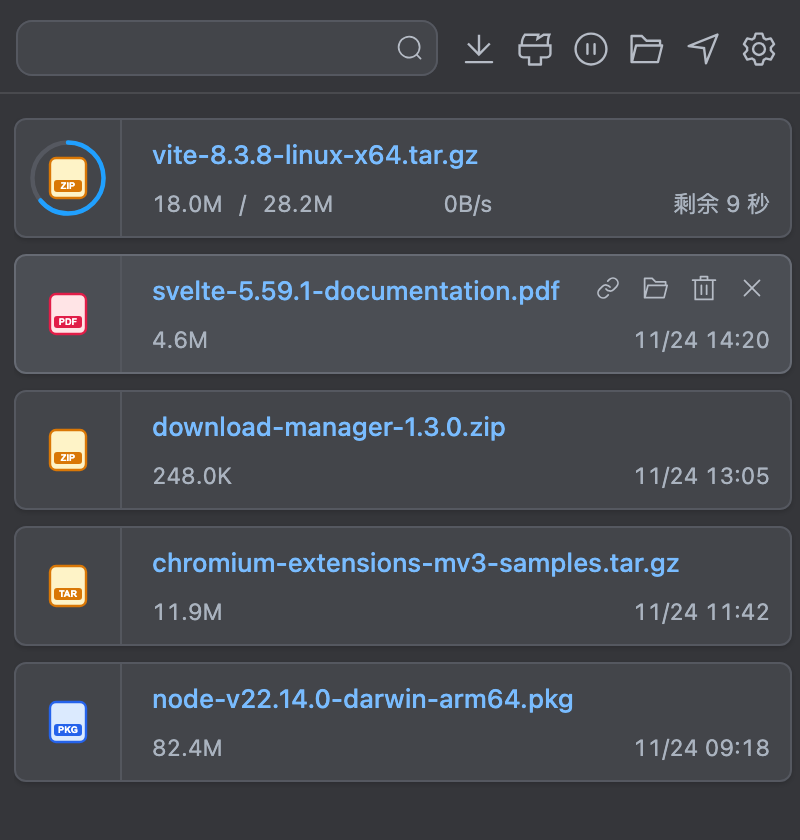 ZIP
vite-8.3.8-linux-x64.tar.gz
18.0M / 28.2M 0B/s 剩余 9 秒
PDF
svelte-5.59.1-documentation.pdf
4.6M 11/24 14:20
ZIP
download-manager-1.3.0.zip
248.0K 11/24 13:05
TAR
chromium-extensions-mv3-samples.tar.gz
11.9M 11/24 11:42
PKG
node-v22.14.0-darwin-arm64.pkg
82.4M 11/24 09:18